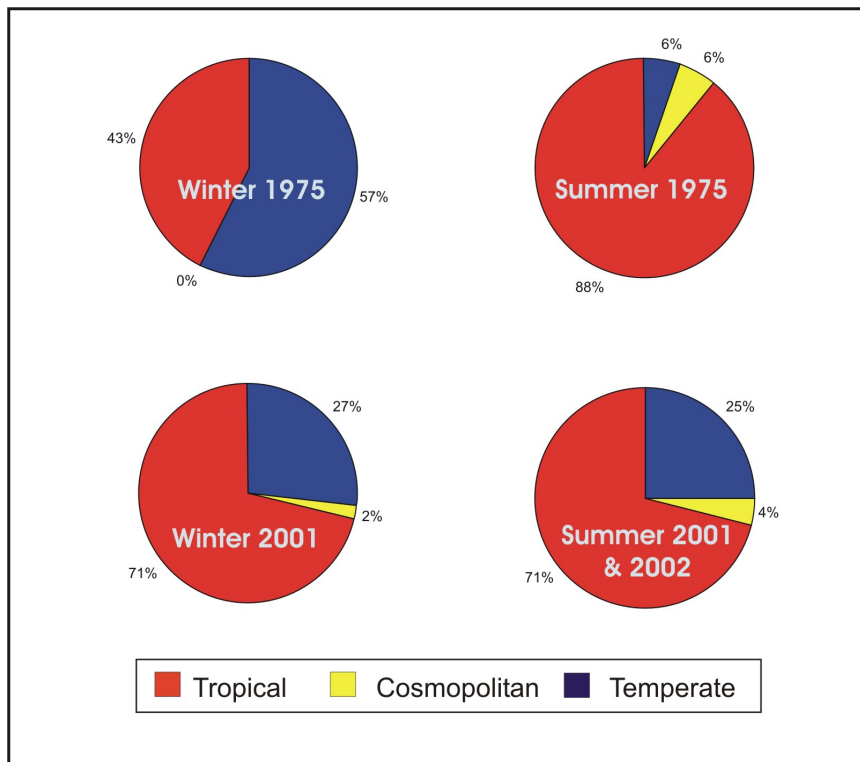 6%
6%
43%
Winter 1975
57%
Summer 1975
0%
88%
27%
25%
2%
4%
Winter 2001
Summer 2001
& 2002
71%
71%
Tropical
Cosmopolitan
Temperate